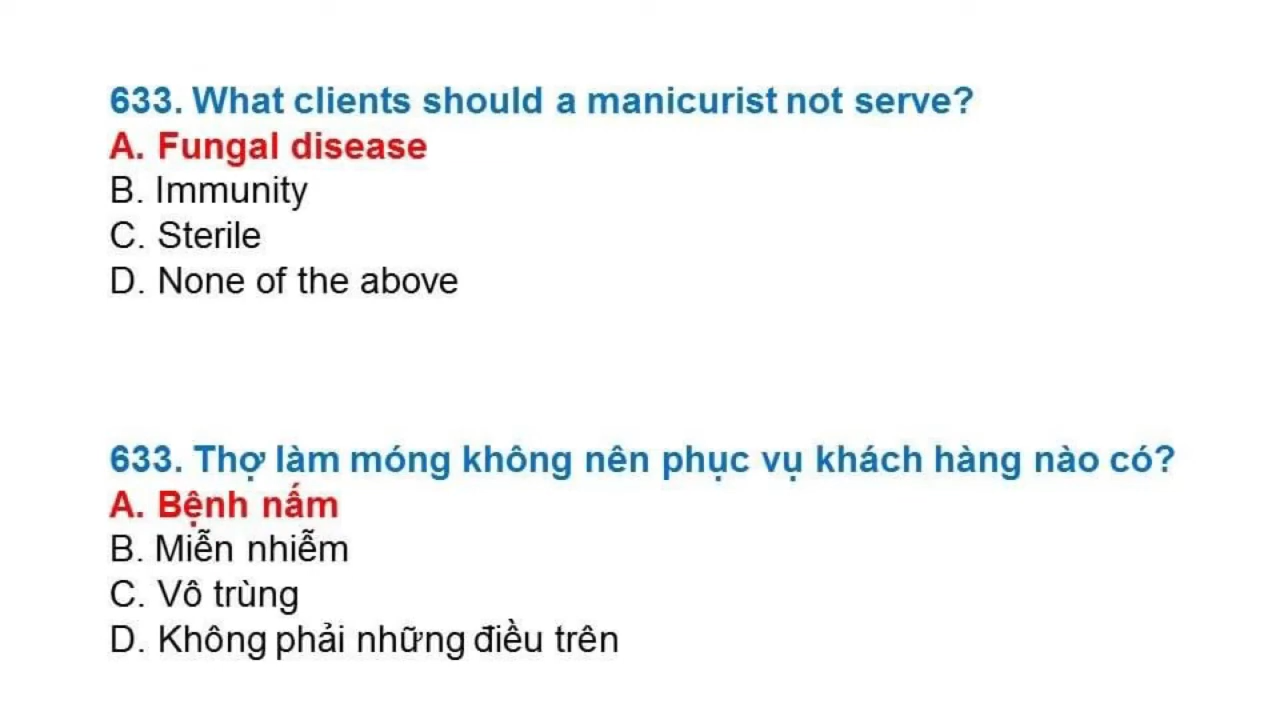 633. What clients should a manicurist not serve?
A. Fungal disease
B. Immunity
C. Sterile
D. None of the above
633. Thợ làm móng không nên phục vụ khách hàng nào có?
A. Bệnh nấm
B. Miễn nhiễm
C. Vô trùng
D. Không phải những điều trên